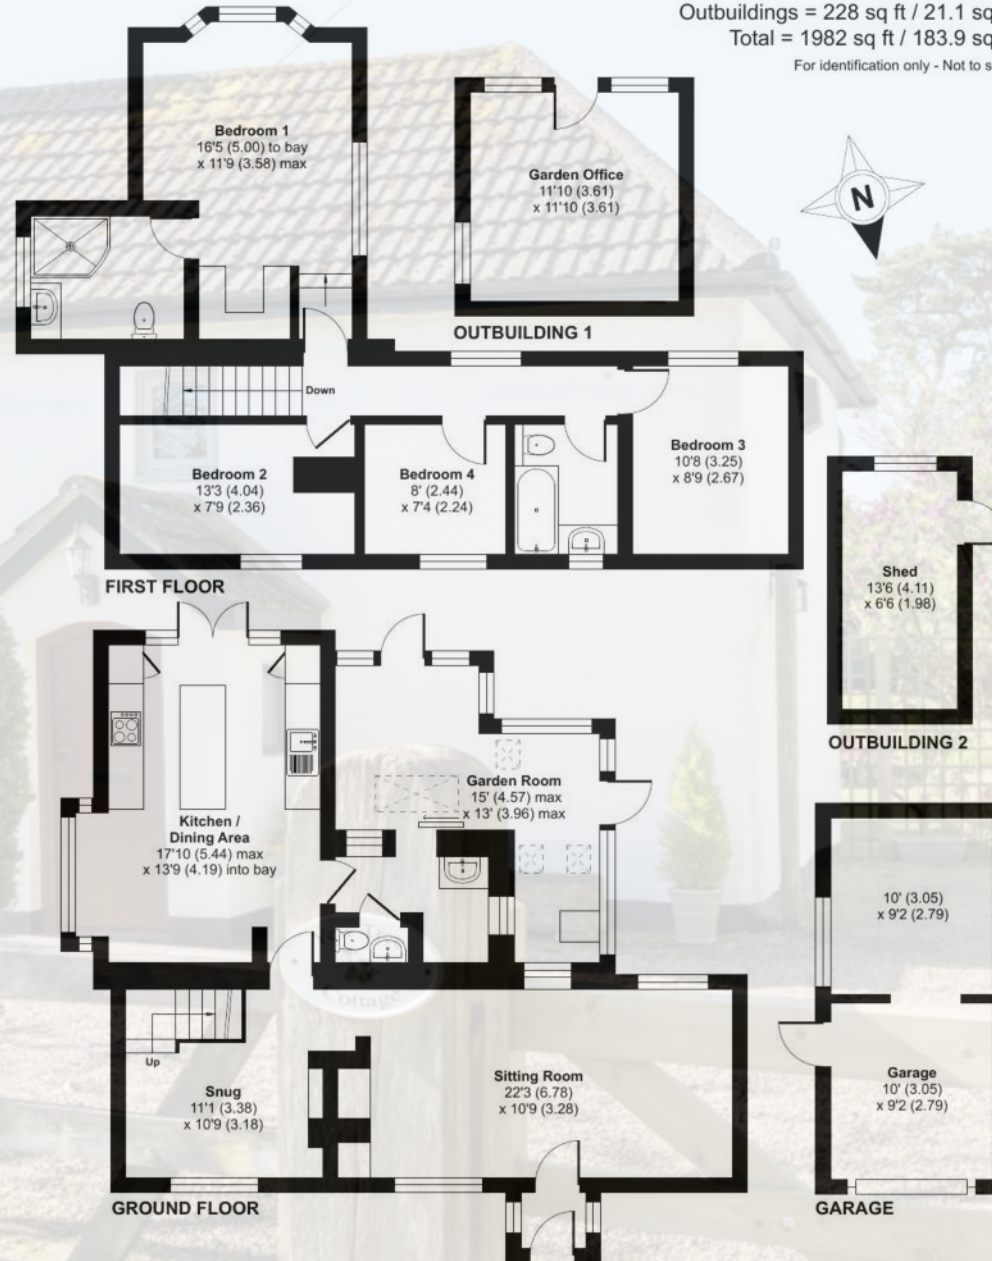 Outbuildings = 228 sq ft / 21.1 sq
Total = 1982 sq ft / 183.9 sq
For identification only - Not to s
Bedroom 1
16'5 (5.00) to bay
x 11'9 (3.58) max
Garden Office
11'10 (3.61)
x 11'10 (3.61)
N
OUTBUILDING 1
Down
Bedroom 2
13'3 (4.04)
x 7'9 (2.36)
Bedroom 4
8' (2.44)
x 7'4 (2.24)
Bedroom 3
10'8 (3.25)
x 8'9 (2.67)
FIRST FLOOR
Shed
13'6 (4.11)
x 6'6 (1.98)
OUTBUILDING 2
Kitchen /
Dining Area
17'10 (5.44) max
x 13'9 (4.19) into bay
Garden Room
15' (4.57) max
x 13' (3.96) max
10' (3.05)
x 9'2 (2.79)
Cottage
Up
Snug
11'1 (3.38)
x 10'9 (3.18)
Sitting Room
22'3 (6.78)
x 10'9 (3.28)
Garage
10' (3.05)
x 9'2 (2.79)
GROUND FLOOR
GARAGE